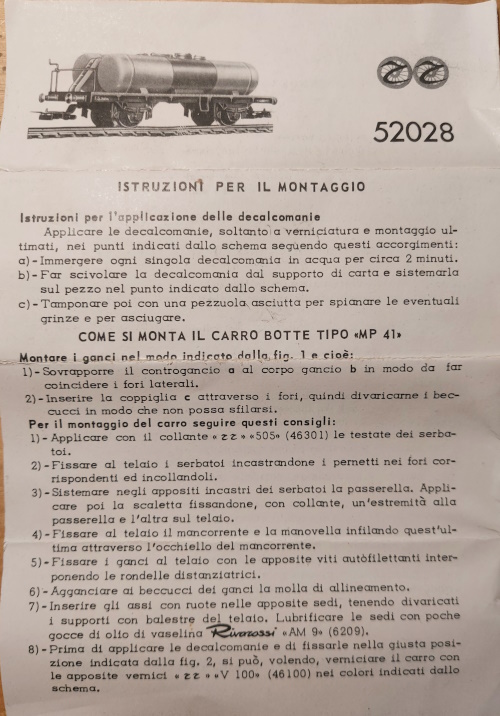 52028
ISTRUZIONI PER IL MONTAGGIO
Istruzioni per l'applicazione delle decalcomanie
Applicare le decalcomanie, soltanto a verniciatura e montaggio ul-
timati, nei punti indicati dallo schema seguendo questi accorgimenti:
a) - Immergere ogni singola decalcomania in acqua per circa 2 minuti.
b) - Far scivolare la decalcomania dal supporto di carta e sistemarla
sul pezzo nel punto indicato dallo schema.
c) - Tamponare poi con una pezzuola asciutta per spianare le eventuali
grinze e per asciugare.
COME SI MONTA IL CARRO BOTTE TIPO «MP 41»
Montare i ganci nel modo indicato dalla fig. 1 e cioè:
1) - Sovrapporre il controgancio a al corpo gancio b in modo da far
coincidere i fori laterali.
2) - Inserire la coppiglia c attraverso i fori, quindi divaricarne i bec-
cucci in modo che non possa sfilarsi.
Per il montaggio del carro seguire questi consigli:
1) - Applicare con il collante « rr » «505» (46301) le testate dei serba-
toi.
2) - Fissare al telaio i serbatoi incastrandone i pernetti nei fori cor-
rispondenti ed incollandoli.
3) - Sistemare negli appositi incastri dei serbatoi la passerella. Appli-
care poi la scaletta fissandone, con collante, un'estremità alla
passerella e l'altra sul telaio.
4) - Fissare al telaio il mancorrente e la manovella infilando quest'ul-
tima attraverso l'occhiello del mancorrente.
5) - Fissare i ganci al telaio con le apposite viti autofilettanti inter-
ponendo le rondelle distanziatrici.
6) - Agganciare ai beccucci dei ganci la molla di allineamento.
7) - Inserire gli assi con ruote nelle apposite sedi, tenendo divaricati
i supporti con balestre del telaio. Lubrificare le sedi con poche
gocce di olio di vaselina Rivarossi «AM 9» (6209).
8) - Prima di applicare le decalcomanie e di fissarle nella giusta posi-
zione indicata dalla fig. 2, si può, volendo, verniciare il carro con
le apposite vernici « rr » «V 100» (46100) nei colori indicati dallo
schema.